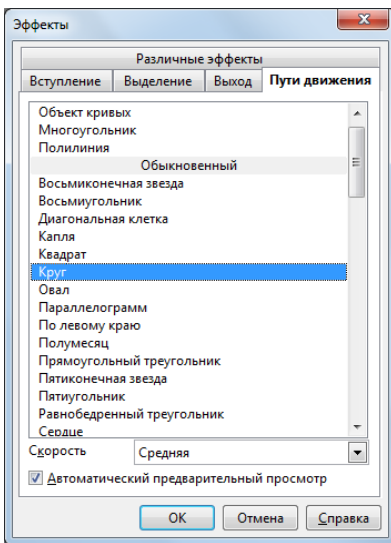 Эффекты
Различные эффекты
Вступление Выделение Выход Пути движения
Объект кривых
Многоугольник
Полилиния
Обыкновенный
Восьмиконечная звезда
Восьмиугольник
Диагональная клетка
Капля
Квадрат
Круг
Овал
Параллелограмм
По левому краю
Полумесяц
Прямоугольный треугольник
Пятиконечная звезда
Пятиугольник
Равнобедренный треугольник
Сердце
Скорость Средняя
Автоматический предварительный просмотр
ОК Отмена Справка